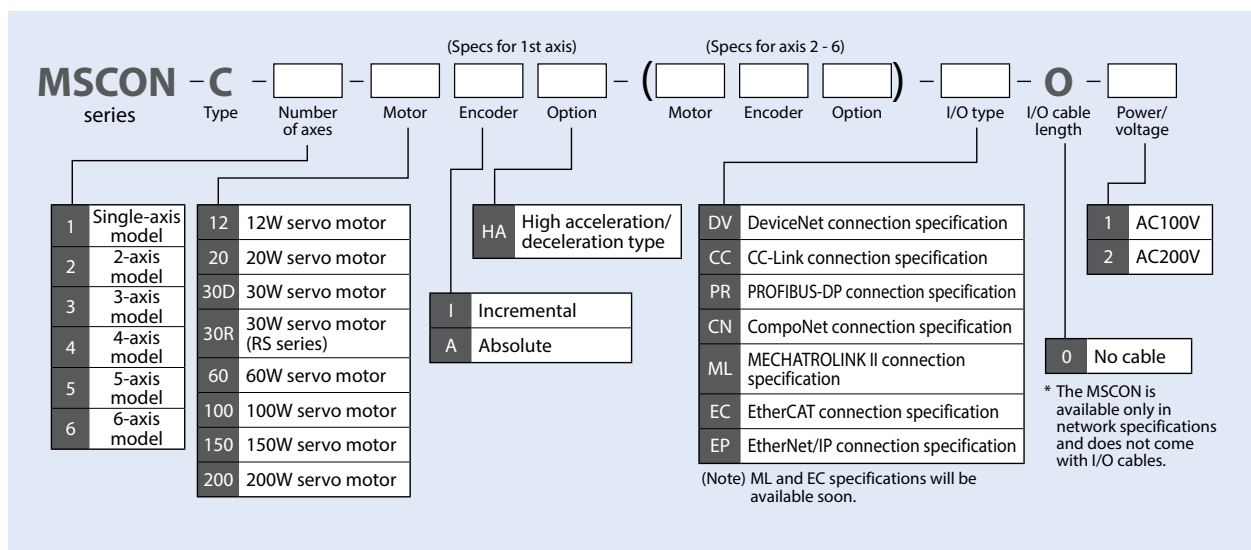 (Specs for 1st axis)
(Specs for axis 2 - 6)
MSCON - C - - - ( ) - - O -
series
Type
Number
of axes
Motor
Encoder
Option
Motor
Encoder
Option
I/O type
I/O cable
length
Power/
voltage
1 Single-axis
model
2 2-axis
model
3 3-axis
model
4 4-axis
model
5 5-axis
model
6 6-axis
model
12 12W servo motor
20 20W servo motor
30D 30W servo motor
30R 30W servo motor
(RS series)
60 60W servo motor
100 100W servo motor
150 150W servo motor
200 200W servo motor
HA High acceleration/
deceleration type
I Incremental
A Absolute
DV DeviceNet connection specification
CC CC-Link connection specification
PR PROFIBUS-DP connection specification
CN CompoNet connection specification
ML MECHATROLINK II connection
specification
EC EtherCAT connection specification
EP EtherNet/IP connection specification
(Note) ML and EC specifications will be
available soon.
1 AC100V
2 AC200V
0 No cable
* The MSCON is
available only in
network specifications
and does not come
with I/O cables.